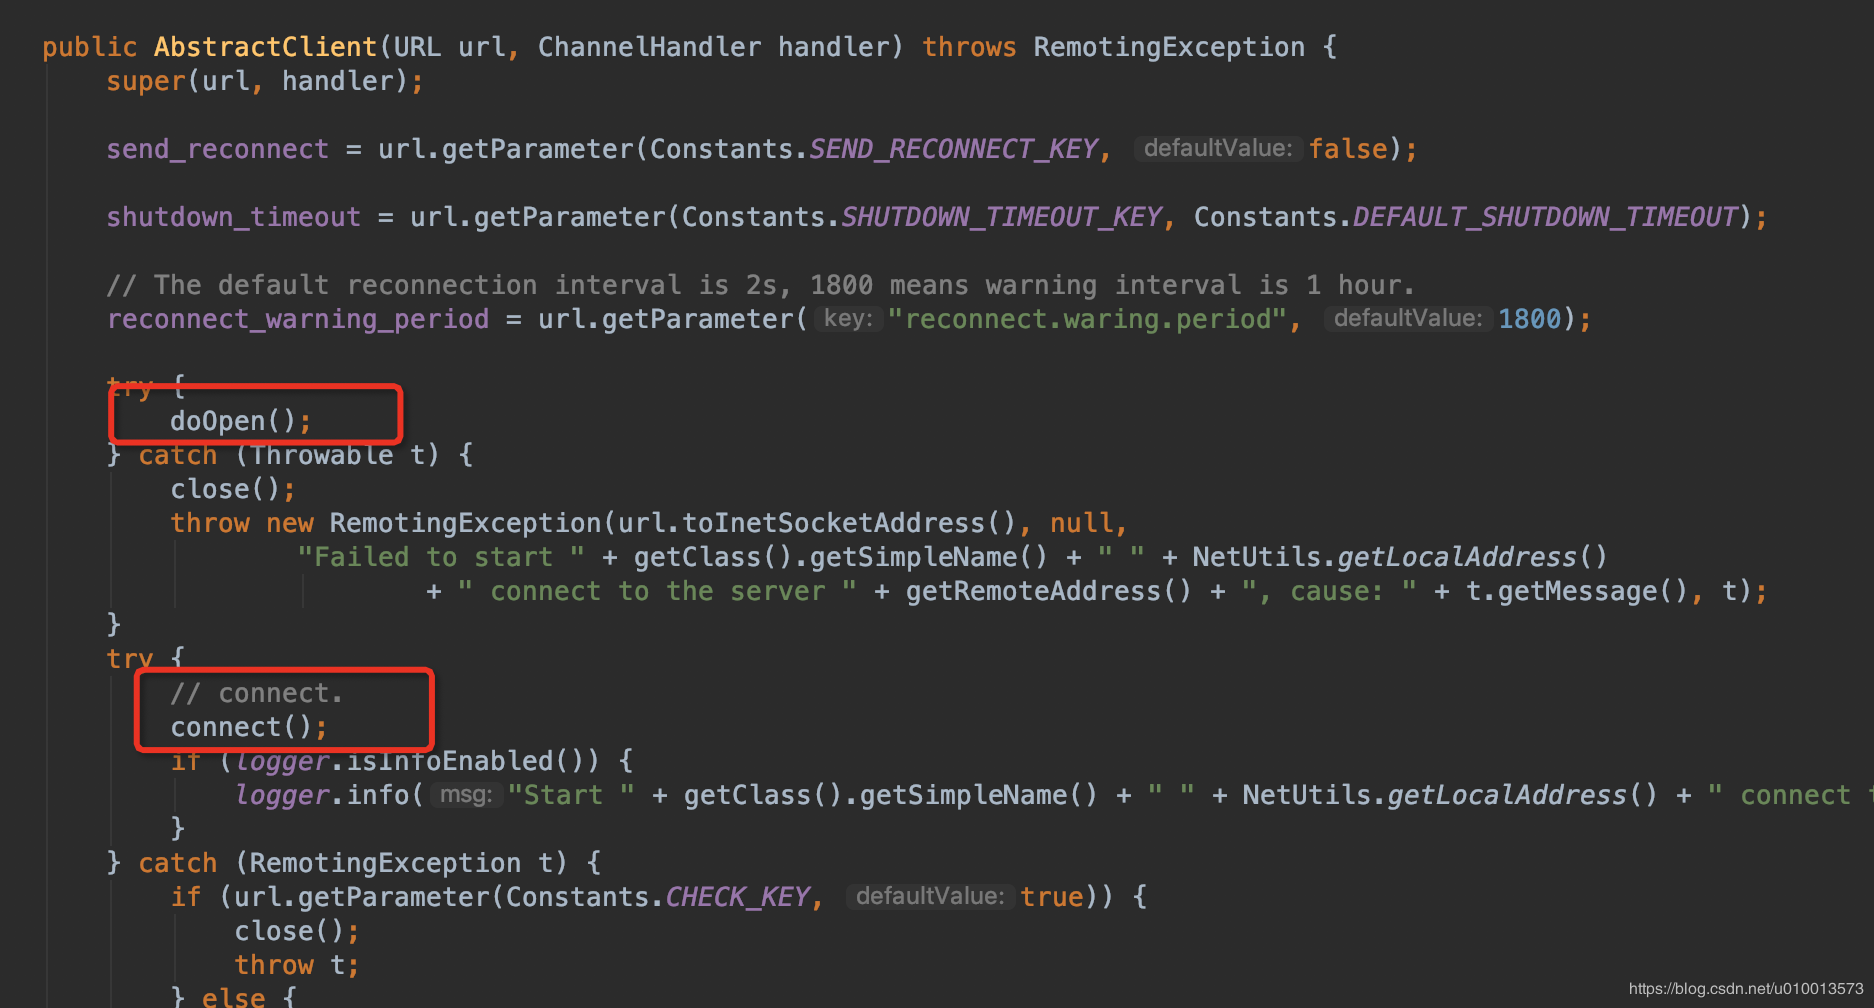 public AbstractClient(URL url, ChannelHandler handler) throws RemotingException {
super(url, handler);
send_reconnect = url.getParameter(Constants.SEND_RECONNECT_KEY, defaultValue: false);
shutdown_timeout = url.getParameter(Constants.SHUTDOWN_TIMEOUT_KEY, Constants.DEFAULT_SHUTDOWN_TIMEOUT);
// The default reconnection interval is 2s, 1800 means warning interval is 1 hour.
reconnect_warning_period = url.getParameter( key: "reconnect.waring.period", defaultValue: 1800);
try {
doOpen();
} catch (Throwable t) {
close();
throw new RemotingException(url.toInetSocketAddress(), null,
"Failed to start " + getClass().getSimpleName() + " " + NetUtils.getLocalAddress()
+ " connect to the server " + getRemoteAddress() + ", cause: " + t.getMessage(), t);
}
try {
// connect.
connect();
if (logger.isInfoEnabled()) {
logger.info( msg: "Start " + getClass().getSimpleName() + " " + NetUtils.getLocalAddress() + " connect
}
} catch (RemotingException t) {
if (url.getParameter(Constants.CHECK_KEY, defaultValue: true)) {
close();
throw t;
} else {
https://blog.csdn.net/u010013573